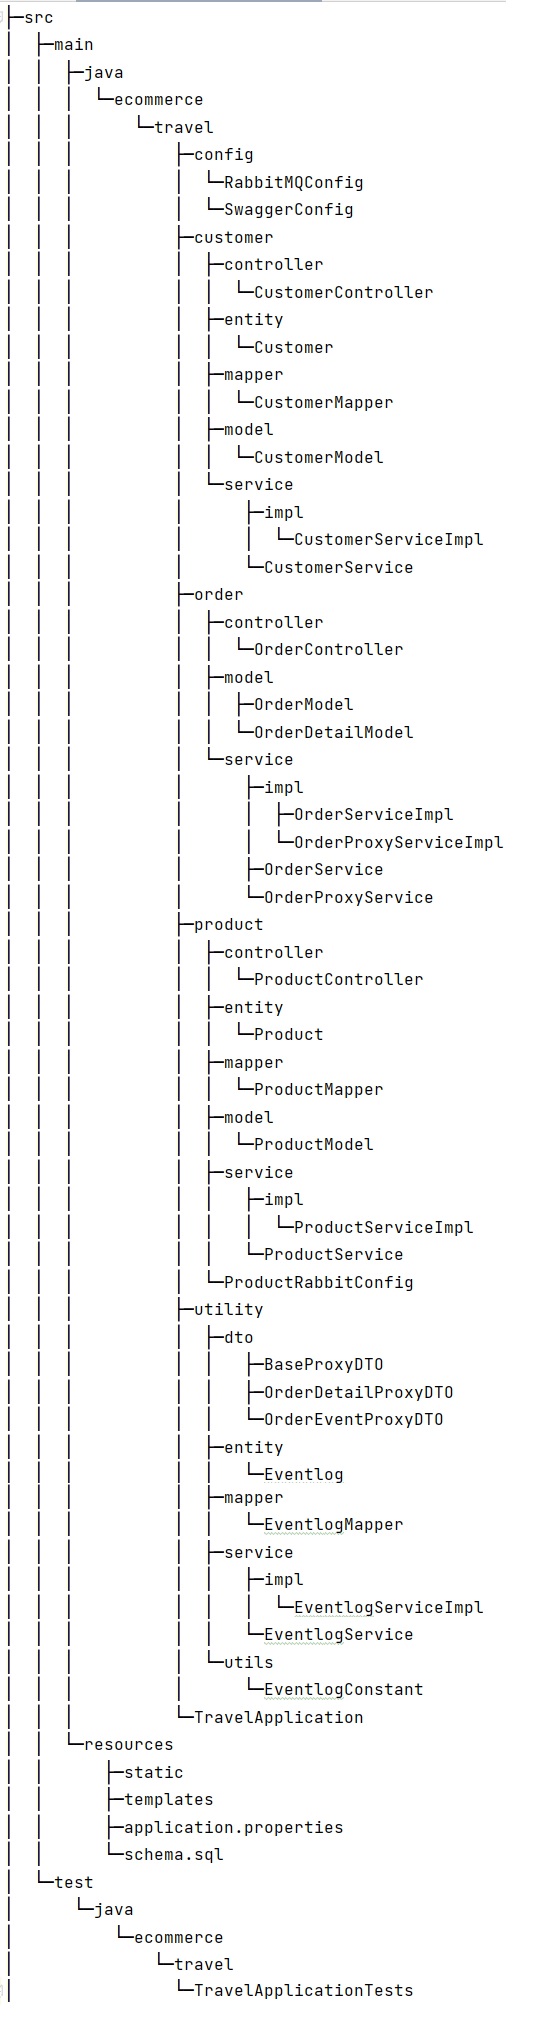 ├─src
│  ├─main
│  │  ├─java
│  │  │  └─ecommerce
│  │  │      └─travel
│  │  │          ├─config
│  │  │          │  └─RabbitMQConfig
│  │  │          │  └─SwaggerConfig
│  │  │          ├─customer
│  │  │          │  ├─controller
│  │  │          │  │  └─CustomerController
│  │  │          │  ├─entity
│  │  │          │  │  └─Customer
│  │  │          │  ├─mapper
│  │  │          │  │  └─CustomerMapper
│  │  │          │  ├─model
│  │  │          │  │  └─CustomerModel
│  │  │          │  └─service
│  │  │          │      ├─impl
│  │  │          │      │  └─CustomerServiceImpl
│  │  │          │      └─CustomerService
│  │  │          ├─order
│  │  │          │  ├─controller
│  │  │          │  │  └─OrderController
│  │  │          │  ├─model
│  │  │          │  │  ├─OrderModel
│  │  │          │  │  └─OrderDetailModel
│  │  │          │  └─service
│  │  │          │      ├─impl
│  │  │          │      │  ├─OrderServiceImpl
│  │  │          │      │  └─OrderProxyServiceImpl
│  │  │          │      ├─OrderService
│  │  │          │      └─OrderProxyService
│  │  │          ├─product
│  │  │          │  ├─controller
│  │  │          │  │  └─ProductController
│  │  │          │  ├─entity
│  │  │          │  │  └─Product
│  │  │          │  ├─mapper
│  │  │          │  │  └─ProductMapper
│  │  │          │  ├─model
│  │  │          │  │  └─ProductModel
│  │  │          │  ├─service
│  │  │          │  │   ├─impl
│  │  │          │  │   │  └─ProductServiceImpl
│  │  │          │  │   └─ProductService
│  │  │          │  └─ProductRabbitConfig
│  │  │          ├─utility
│  │  │          │  ├─dto
│  │  │          │  │   ├─BaseProxyDTO
│  │  │          │  │   ├─OrderDetailProxyDTO
│  │  │          │  │   └─OrderEventProxyDTO
│  │  │          │  ├─entity
│  │  │          │  │   └─Eventlog
│  │  │          │  ├─mapper
│  │  │          │  │   └─EventlogMapper
│  │  │          │  ├─service
│  │  │          │  │   ├─impl
│  │  │          │  │   │  └─EventlogServiceImpl
│  │  │          │  │   └─EventlogService
│  │  │          │  └─utils
│  │  │          │      └─EventlogConstant
│  │  │          └─TravelApplication
│  │  └─resources
│  │      ├─static
│  │      ├─templates
│  │      ├─application.properties
│  │      └─schema.sql
│  └─test
│      └─java
│          └─ecommerce
│              └─travel
│                └─TravelApplicationTests